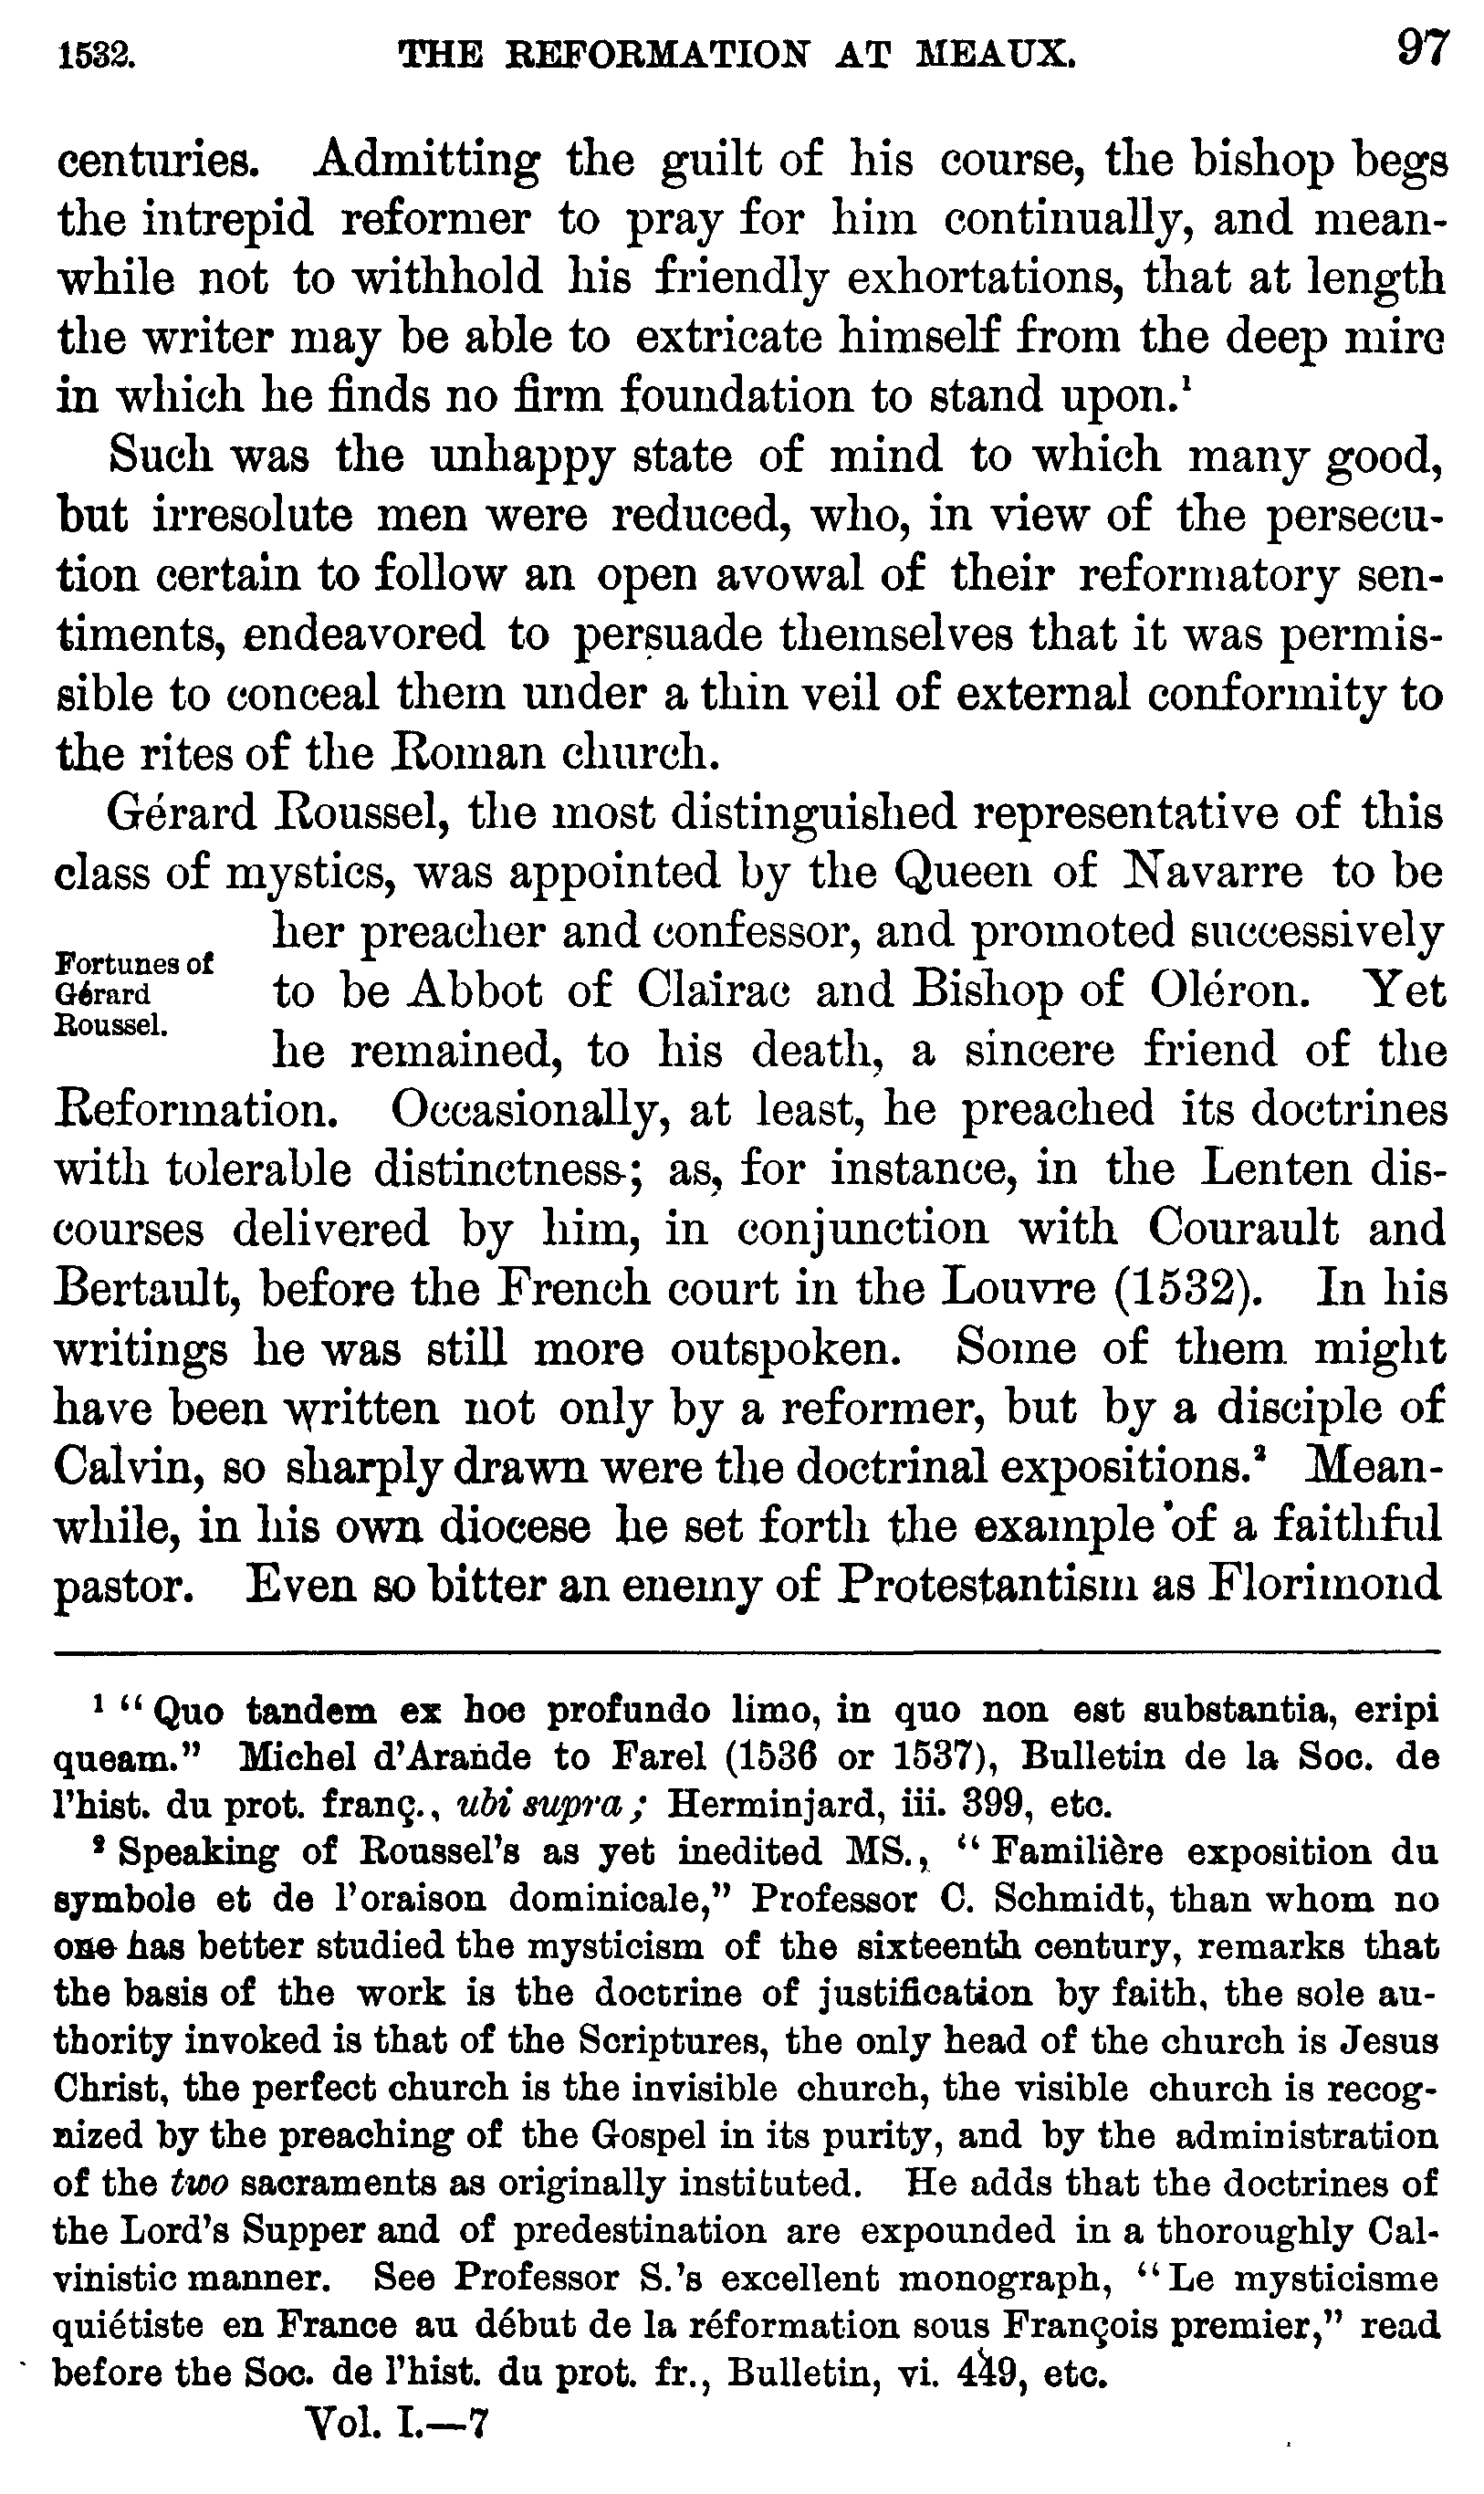 1532. THE REFORMATION AT MEAUX. 97
centuries. Admitting the guilt of his course, the bishop begs
the intrepid reformer to pray for him continually, and mean-
while not to withhold his friendly exhortations, that at length
the writer may be able to extricate himself from the deep mire
in which he finds no firm foundation to stand upon.¹
Such was the unhappy state of mind to which many good,
but irresolute men were reduced, who, in view of the persecu-
tion certain to follow an open avowal of their reformatory sen-
timents, endeavored to persuade themselves that it was permis-
sible to conceal them under a thin veil of external conformity to
the rites of the Roman church.
Gérard Roussel, the most distinguished representative of this
class of mystics, was appointed by the Queen of Navarre to be
Fortunes of
Gérard
Roussel.
her preacher and confessor, and promoted successively
to be Abbot of Clairac and Bishop of Oléron. Yet
he remained, to his death, a sincere friend of the
Reformation. Occasionally, at least, he preached its doctrines
with tolerable distinctness; as, for instance, in the Lenten dis-
courses delivered by him, in conjunction with Courault and
Bertault, before the French court in the Louvre (1532). In his
writings he was still more outspoken. Some of them might
have been written not only by a reformer, but by a disciple of
Calvin, so sharply drawn were the doctrinal expositions.² Mean-
while, in his own diocese he set forth the example of a faithful
pastor. Even so bitter an enemy of Protestantism as Florimond
¹ "Quo tandem ex hoc profundo limo, in quo non est substantia, eripi
queam." Michel d'Arande to Farel (1536 or 1537), Bulletin de la Soc. de
l'hist. du prot. franç., ubi supra; Herminjard, iii. 399, etc.
² Speaking of Roussel's as yet inedited MS., "Familière exposition du
symbole et de l'oraison dominicale," Professor C. Schmidt, than whom no
one has better studied the mysticism of the sixteenth century, remarks that
the basis of the work is the doctrine of justification by faith, the sole au-
thority invoked is that of the Scriptures, the only head of the church is Jesus
Christ, the perfect church is the invisible church, the visible church is recog-
nized by the preaching of the Gospel in its purity, and by the administration
of the two sacraments as originally instituted. He adds that the doctrines of
the Lord's Supper and of predestination are expounded in a thoroughly Cal-
vinistic manner. See Professor S.'s excellent monograph, "Le mysticisme
quiétiste en France au début de la réformation sous François premier," read
before the Soc. de l'hist. du prot. fr., Bulletin, vi. 449, etc.
Vol. I.—7